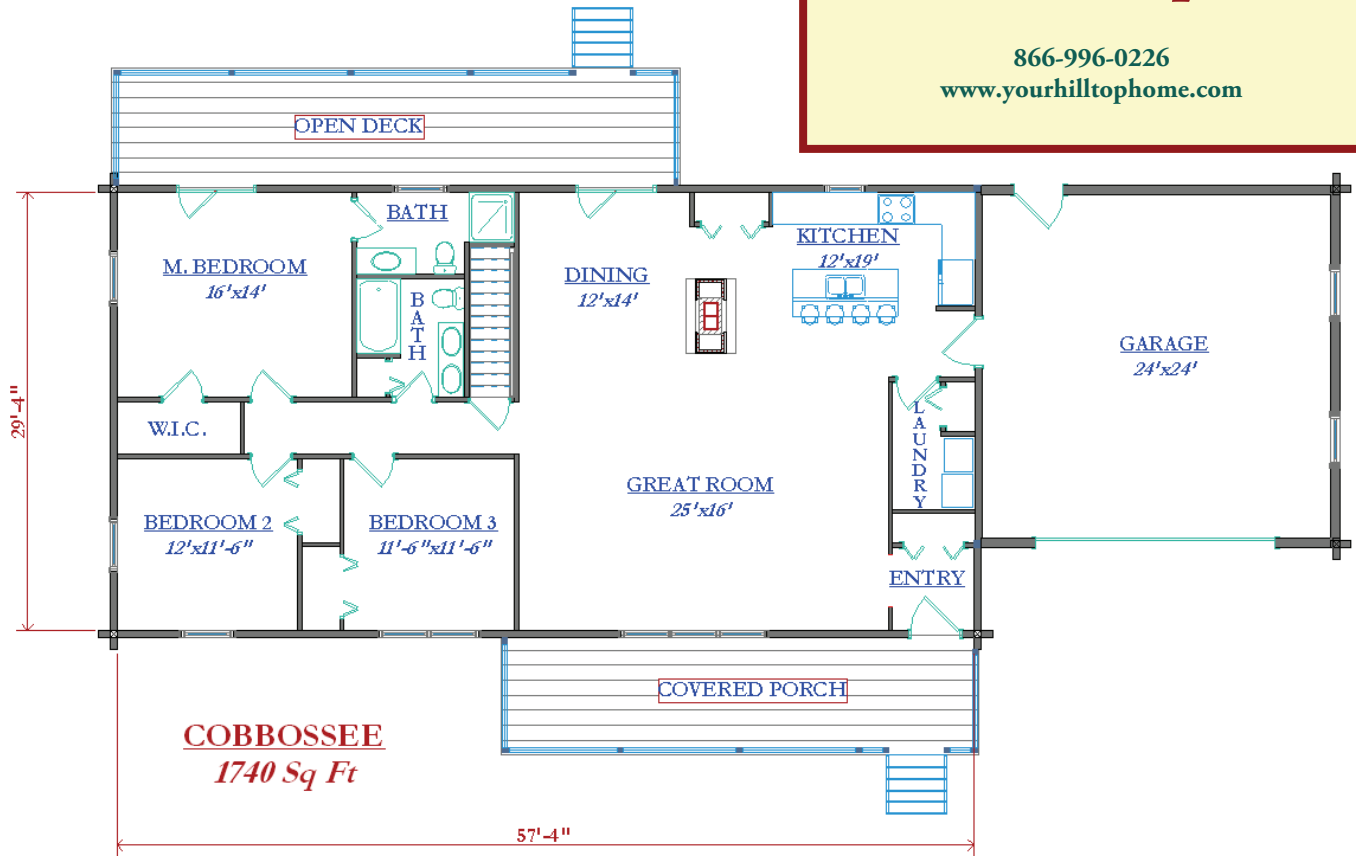 866-996-0226
www.yourhilltophome.com
OPEN DECK
BATH
KITCHEN
12'x19'
M. BEDROOM
16'x14'
DINING
12'x14'
BATH
GARAGE
24'x24'
29'-4"
W.I.C.
LAUNDRY
GREAT ROOM
25'x16'
BEDROOM 2
12'x11'-6"
BEDROOM 3
11'-6"x11'-6"
ENTRY
COVERED PORCH
COBBOSSEE
1740 Sq Ft
57'-4"